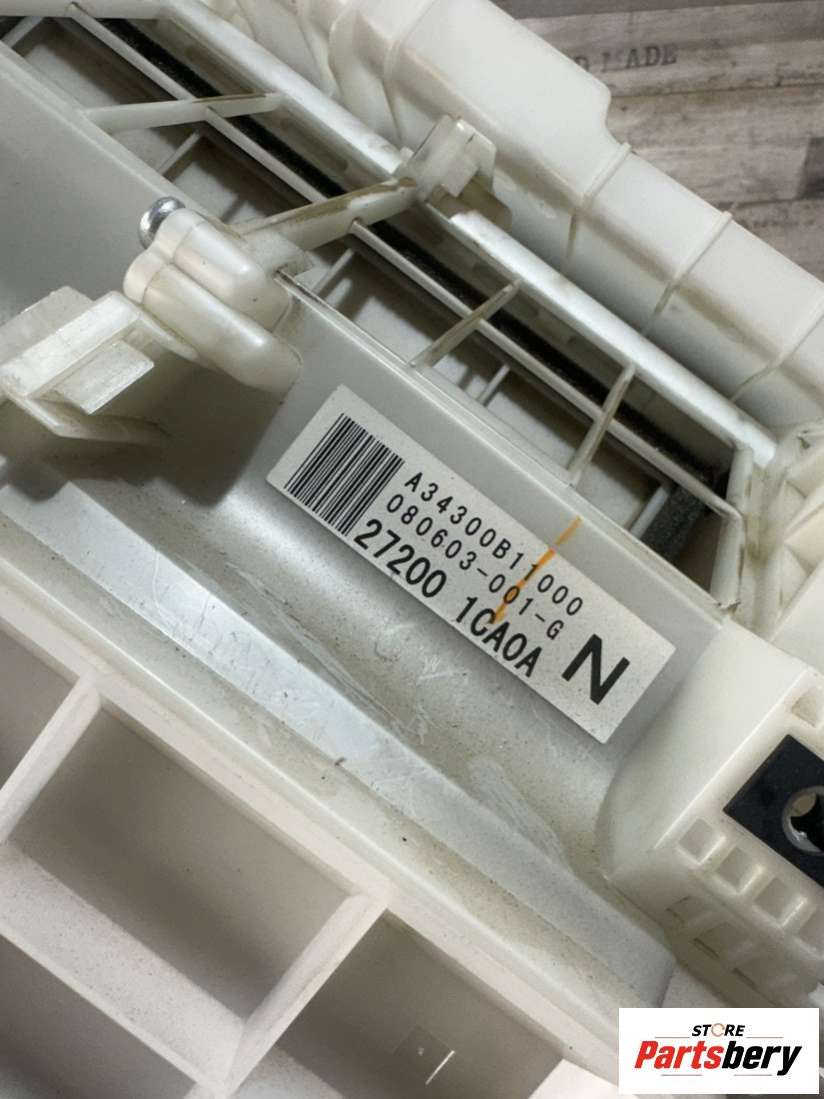 D MADE
A34300B11000
080603-001-G
27200 1CA0A N
STORE
Partsbery